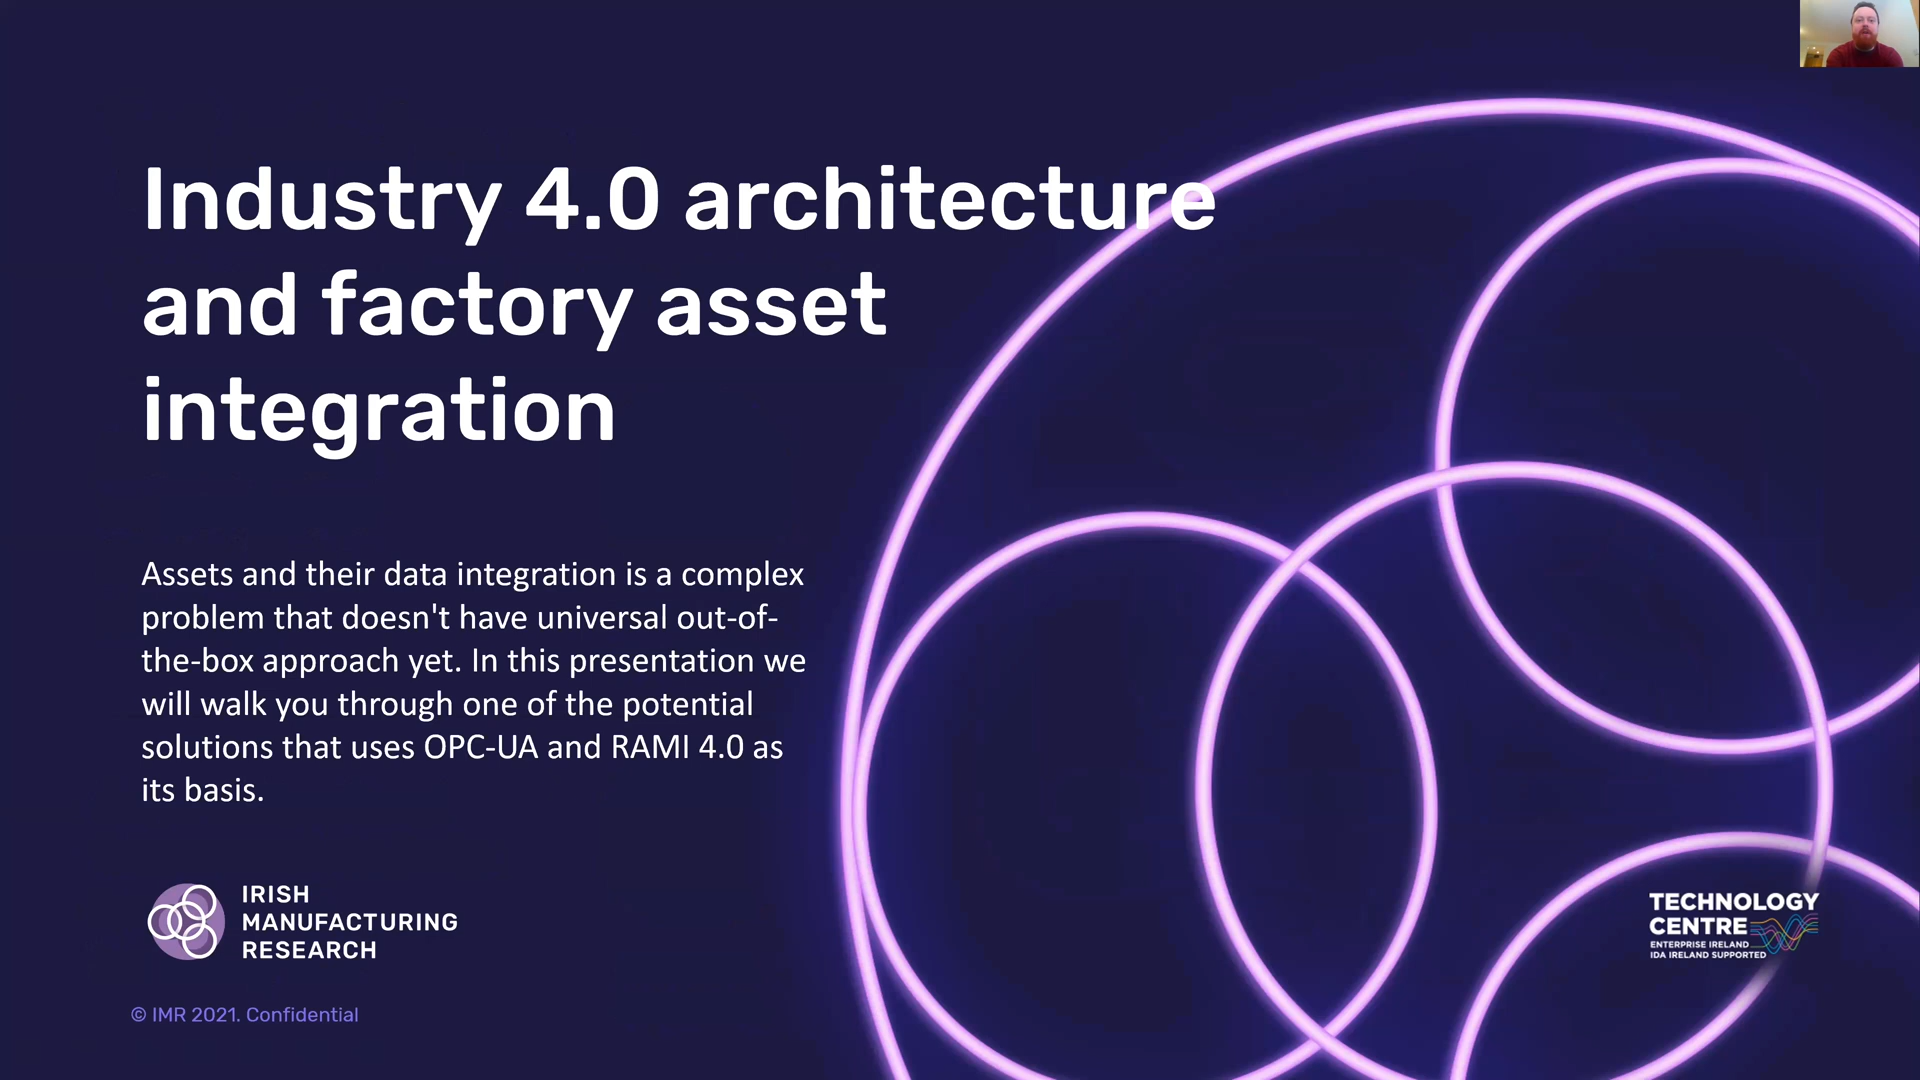 Industry 4.0 architecture
and factory asset
integration
Assets and their data integration is a complex
problem that doesn't have universal out-of-
the-box approach yet. In this presentation we
will walk you through one of the potential
solutions that uses OPC-UA and RAMI 4.0 as
its basis.
IRISH
MANUFACTURING
RESEARCH
TECHNOLOGY
CENTRE
ENTERPRISE IRELAND
IDA IRELAND SUPPORTED
© IMR 2021. Confidential